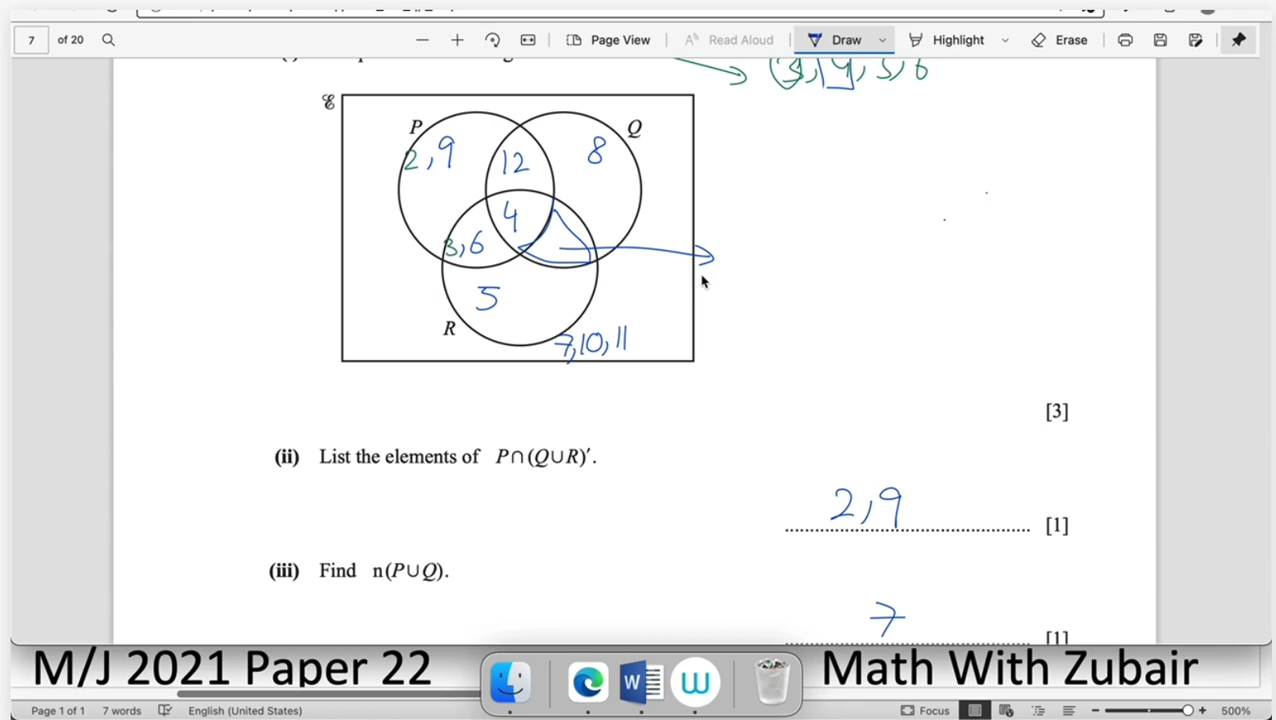 7 of 20
Page View
Read Aloud
Draw
Highlight
Erase
3, 4, 5, 6
ℰ
P
Q
2, 9
12
8
4
3, 6
5
R
7, 10, 11
[3]
(ii) List the elements of P∩(Q∪R)′.
2, 9
[1]
(iii) Find n(P∪Q).
7
[1]
M/J 2021 Paper 22
Math With Zubair
Page 1 of 1 7 words English (United States) Focus 500%